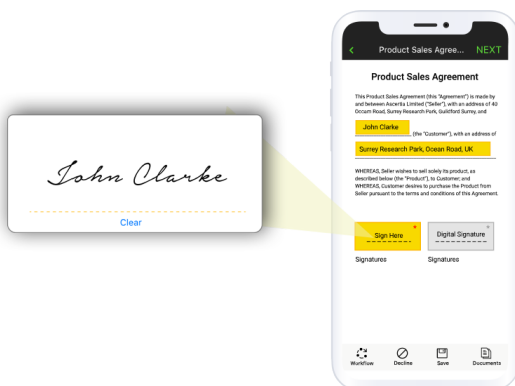 John Clarke
Clear
Product Sales Agree... NEXT
Product Sales Agreement
This Product Sales Agreement (this "Agreement") is made by
and between Ascertia Limited ("Seller"), with an address of 40
Occam Road, Surrey Research Park, Guildford Surrey, and
John Clarke
(the "Customer"), with an address of
Surrey Research Park, Ocean Road, UK
WHEREAS, Seller wishes to sell solely its product, as
described below (the "Product"), to Customer; and
WHEREAS, Customer desires to purchase the Product from
Seller pursuant to the terms and conditions of this Agreement.
Sign Here Digital Signature
Signatures Signatures
Workflow Decline Save Documents